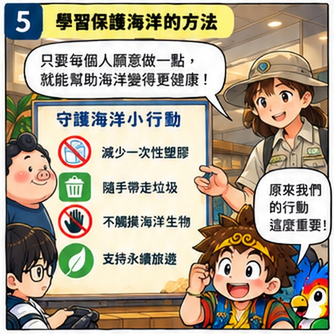 5 學習保護海洋的方法
只要每個人願意做一點，
就能幫助海洋變得更健康！
守護海洋小行動
減少一次性塑膠
隨手帶走垃圾
不觸摸海洋生物
支持永續旅遊
原來我們
的行動
這麼重要！